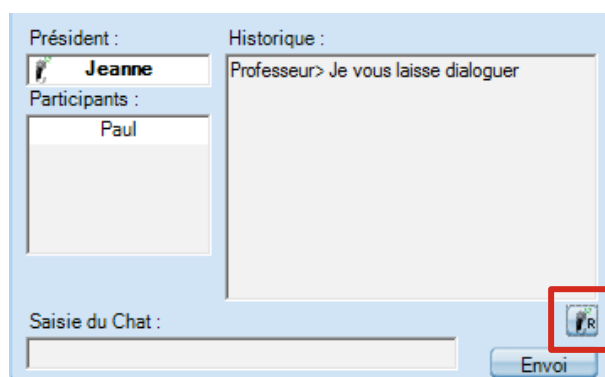 Président :
Jeanne
Participants :
Paul
Historique :
Professeur> Je vous laisse dialoguer
R
Saisie du Chat :
Envoi